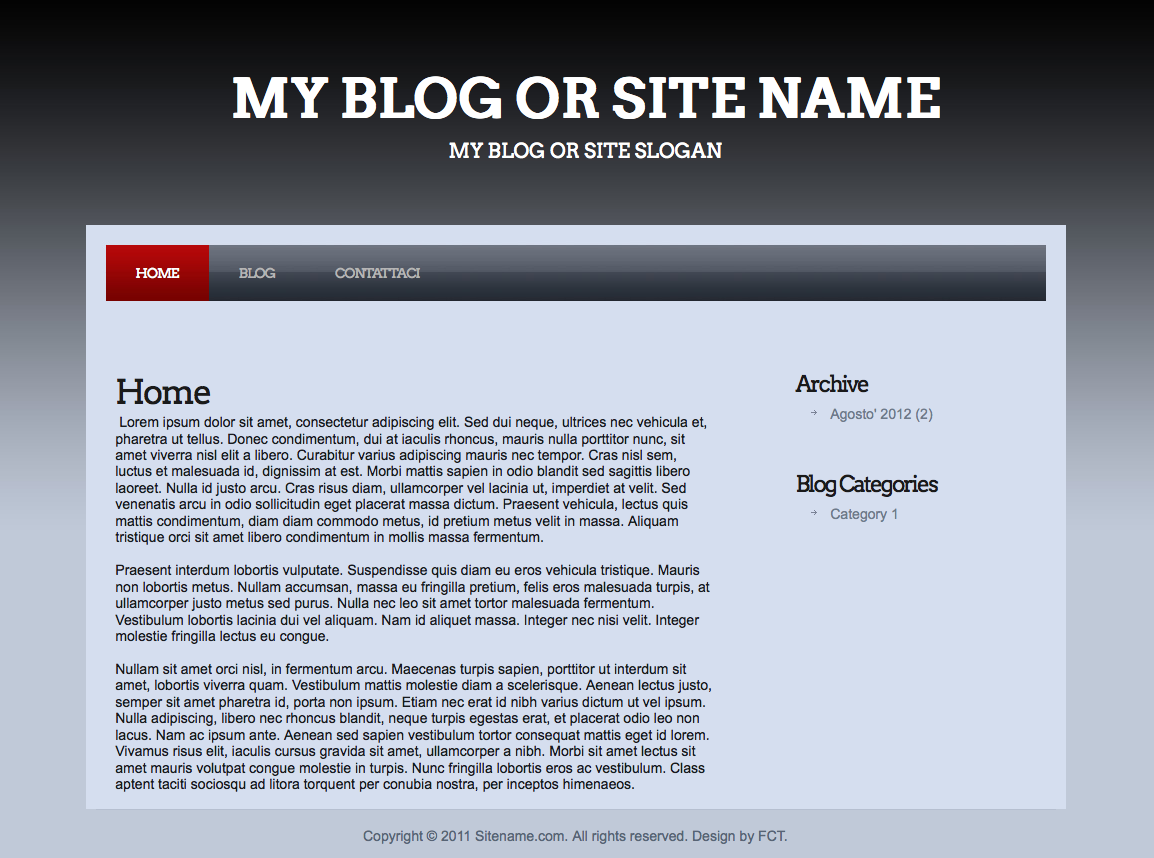 MY BLOG OR SITE NAME
MY BLOG OR SITE SLOGAN
HOME BLOG CONTATTACI
Home
Lorem ipsum dolor sit amet, consectetur adipiscing elit. Sed dui neque, ultrices nec vehicula et,
pharetra ut tellus. Donec condimentum, dui at iaculis rhoncus, mauris nulla porttitor nunc, sit
amet viverra nisl elit a libero. Curabitur varius adipiscing mauris nec tempor. Cras nisl sem,
luctus et malesuada id, dignissim at est. Morbi mattis sapien in odio blandit sed sagittis libero
laoreet. Nulla id justo arcu. Cras risus diam, ullamcorper vel lacinia ut, imperdiet at velit. Sed
venenatis arcu in odio sollicitudin eget placerat massa dictum. Praesent vehicula, lectus quis
mattis condimentum, diam diam commodo metus, id pretium metus velit in massa. Aliquam
tristique orci sit amet libero condimentum in mollis massa fermentum.
Praesent interdum lobortis vulputate. Suspendisse quis diam eu eros vehicula tristique. Mauris
non lobortis metus. Nullam accumsan, massa eu fringilla pretium, felis eros malesuada turpis, at
ullamcorper justo metus sed purus. Nulla nec leo sit amet tortor malesuada fermentum.
Vestibulum lobortis lacinia dui vel aliquam. Nam id aliquet massa. Integer nec nisi velit. Integer
molestie fringilla lectus eu congue.
Nullam sit amet orci nisl, in fermentum arcu. Maecenas turpis sapien, porttitor ut interdum sit
amet, lobortis viverra quam. Vestibulum mattis molestie diam a scelerisque. Aenean lectus justo,
semper sit amet pharetra id, porta non ipsum. Etiam nec erat id nibh varius dictum ut vel ipsum.
Nulla adipiscing, libero nec rhoncus blandit, neque turpis egestas erat, et placerat odio leo non
lacus. Nam ac ipsum ante. Aenean sed sapien vestibulum tortor consequat mattis eget id lorem.
Vivamus risus elit, iaculis cursus gravida sit amet, ullamcorper a nibh. Morbi sit amet lectus sit
amet mauris volutpat congue molestie in turpis. Nunc fringilla lobortis eros ac vestibulum. Class
aptent taciti sociosqu ad litora torquent per conubia nostra, per inceptos himenaeos.
Archive
Agosto' 2012 (2)
Blog Categories
Category 1
Copyright © 2011 Sitename.com. All rights reserved. Design by FCT.